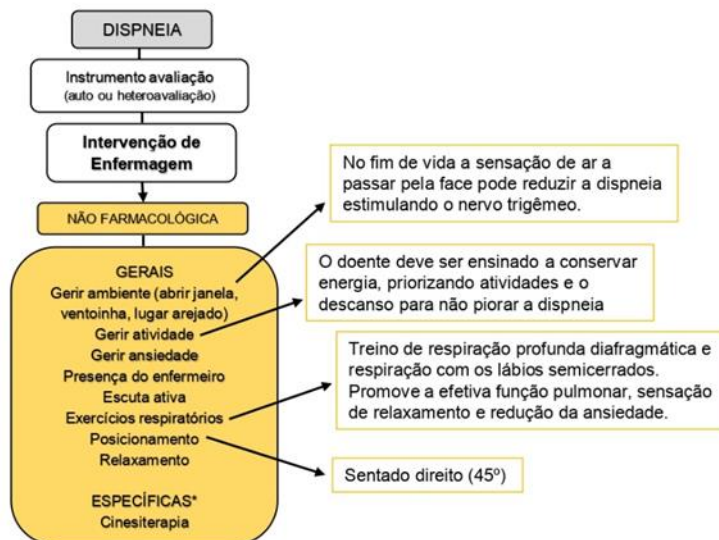 DISPNEIA
Instrumento avaliação
(auto ou heteroavaliação)
Intervenção de
Enfermagem
NÃO FARMACOLÓGICA
GERAIS
Gerir ambiente (abrir janela,
ventoinha, lugar arejado)
Gerir atividade
Gerir ansiedade
Presença do enfermeiro
Escuta ativa
Exercícios respiratórios
Posicionamento
Relaxamento
ESPECÍFICAS*
Cinesiterapia
No fim de vida a sensação de ar a
passar pela face pode reduzir a dispneia
estimulando o nervo trigêmeo.
O doente deve ser ensinado a conservar
energia, priorizando atividades e o
descanso para não piorar a dispneia
Treino de respiração profunda diafragmática e
respiração com os lábios semicerrados.
Promove a efetiva função pulmonar, sensação
de relaxamento e redução da ansiedade.
Sentado direito (45º)